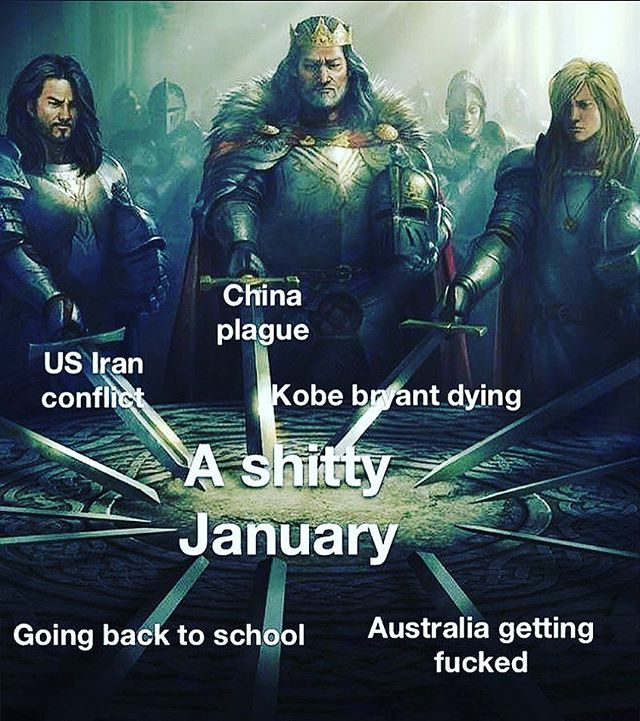 China
plague
US Iran
conflict
Kobe bryant dying
A shitty
January
Going back to school
Australia getting
fucked